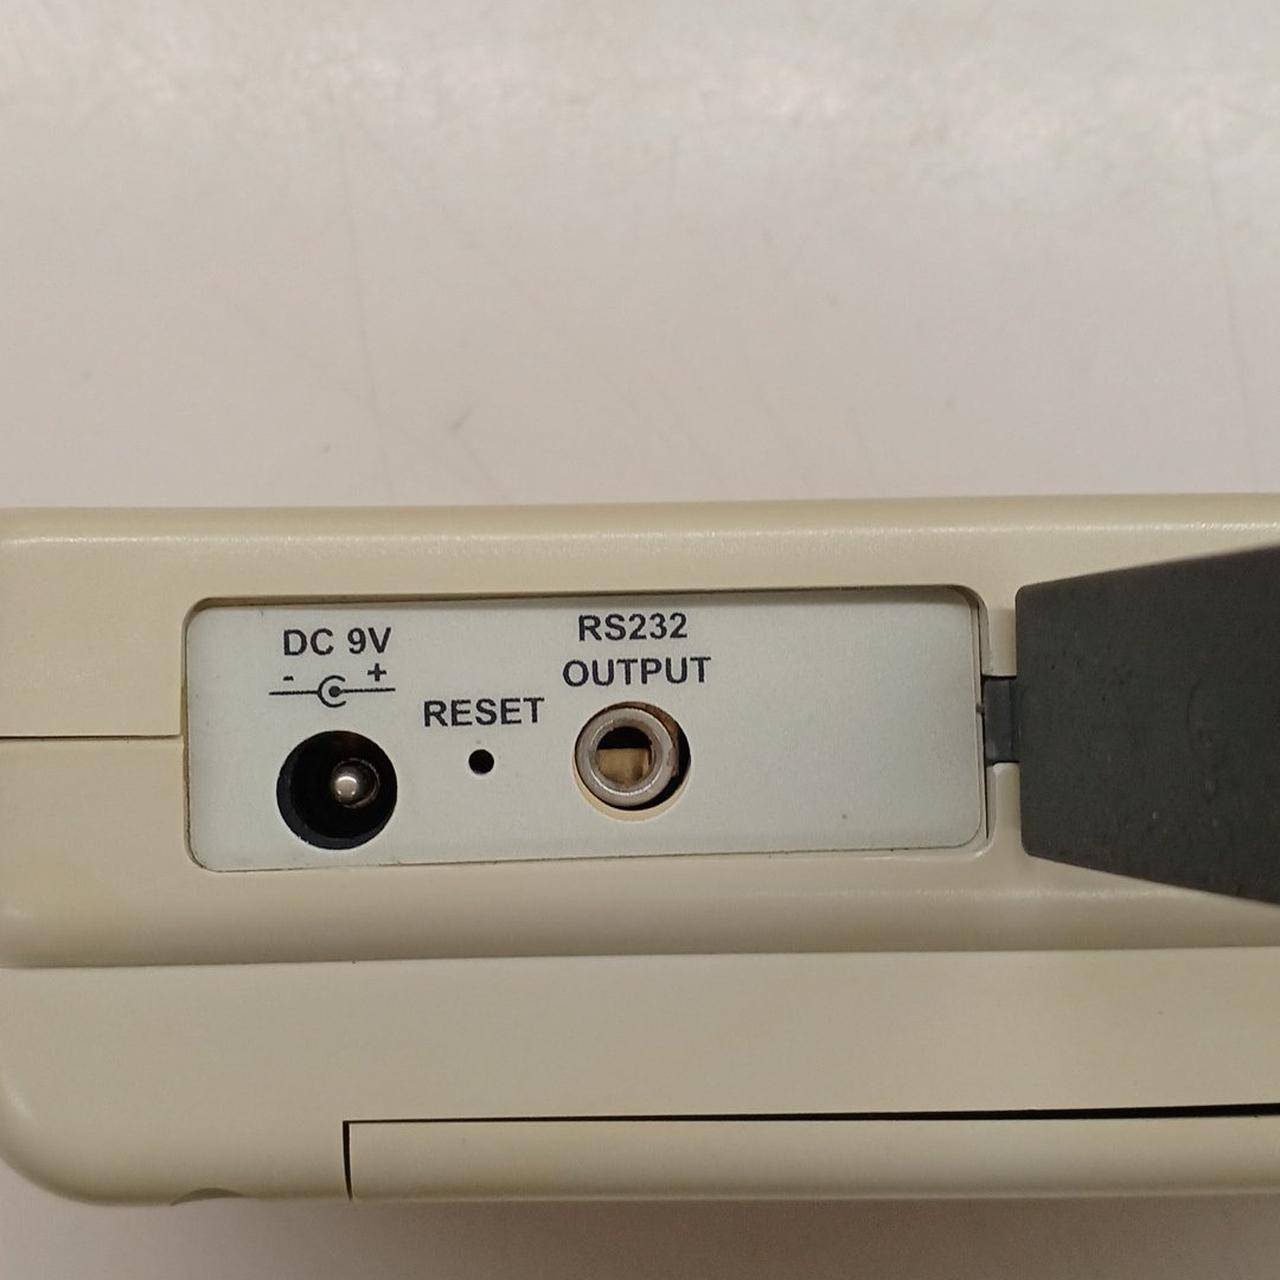 DC 9V
- +
RESET
RS232
OUTPUT